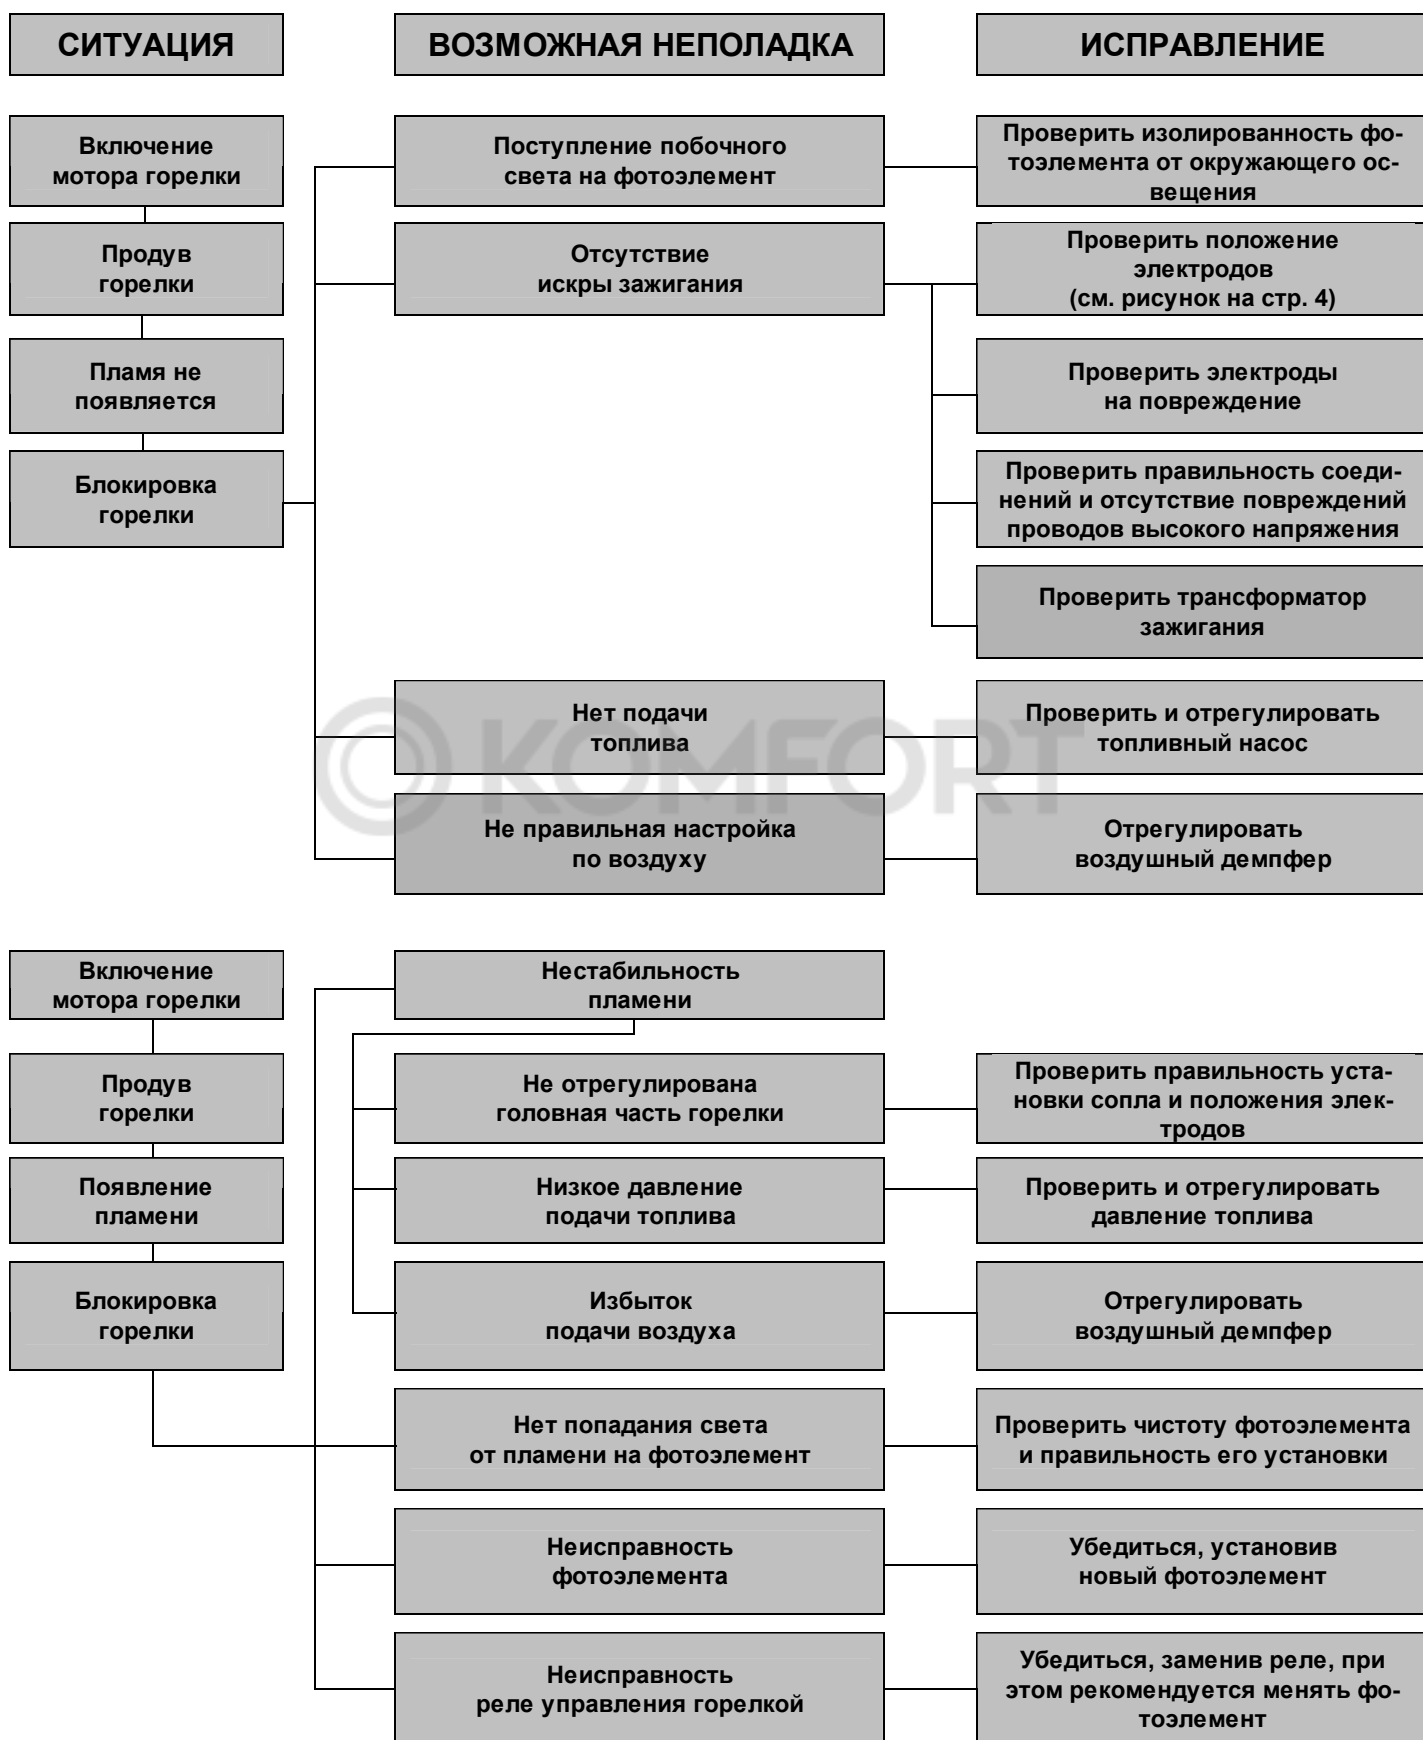 СИТУАЦИЯ
ВОЗМОЖНАЯ НЕПОЛАДКА
ИСПРАВЛЕНИЕ
Включение
мотора горелки
Поступление побочного
света на фотоэлемент
Проверить изолированность фо-
тоэлемента от окружающего ос-
вещения
Продув
горелки
Отсутствие
искры зажигания
Проверить положение
электродов
(см. рисунок на стр. 4)
Пламя не
появляется
Проверить электроды
на повреждение
Блокировка
горелки
Проверить правильность соеди-
нений и отсутствие повреждений
проводов высокого напряжения
Проверить трансформатор
зажигания
Нет подачи
топлива
Проверить и отрегулировать
топливный насос
KOMFORT
Не правильная настройка
по воздуху
Отрегулировать
воздушный демпфер
Включение
мотора горелки
Нестабильность
пламени
Продув
горелки
Не отрегулирована
головная часть горелки
Проверить правильность уста-
новки сопла и положения элек-
тродов
Появление
пламени
Низкое давление
подачи топлива
Проверить и отрегулировать
давление топлива
Блокировка
горелки
Избыток
подачи воздуха
Отрегулировать
воздушный демпфер
Нет попадания света
от пламени на фотоэлемент
Проверить чистоту фотоэлемента
и правильность его установки
Неисправность
фотоэлемента
Убедиться, установив
новый фотоэлемент
Неисправность
реле управления горелкой
Убедиться, заменив реле, при
этом рекомендуется менять фо-
тоэлемент